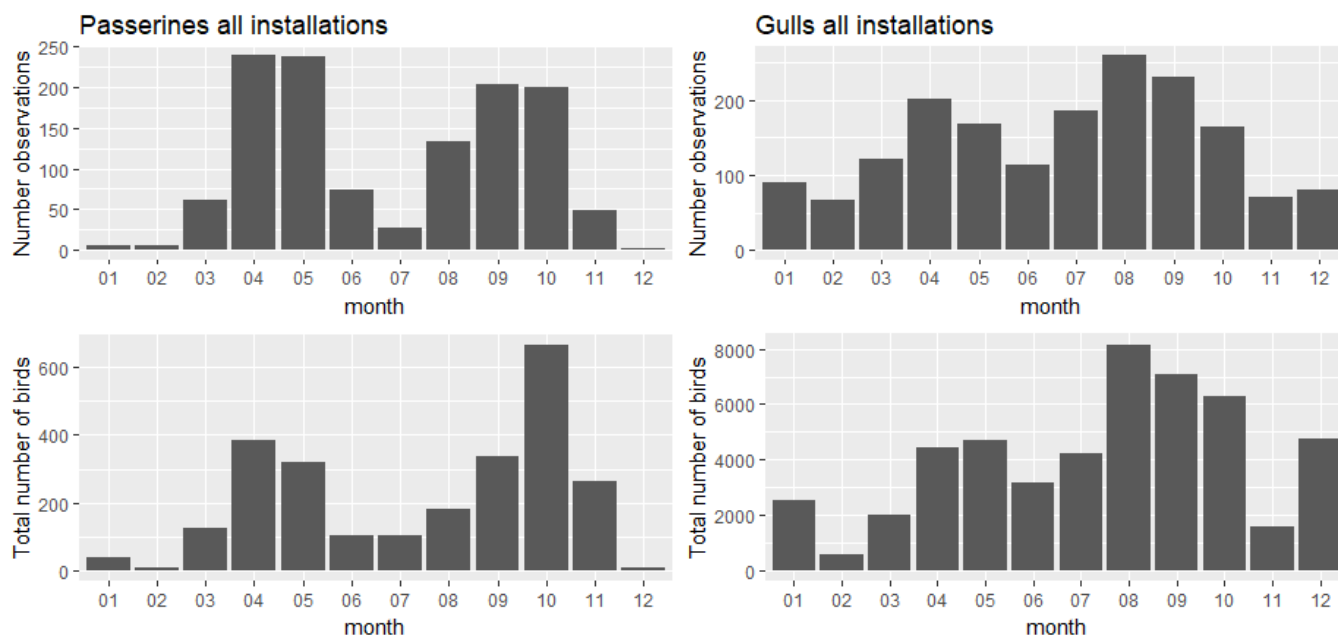 Passerines all installations
Number observations
250
200
150
100
50
0
01 02 03 04 05 06 07 08 09 10 11 12
month
Gulls all installations
Number observations
200
100
0
01 02 03 04 05 06 07 08 09 10 11 12
month
Total number of birds
600
400
200
0
01 02 03 04 05 06 07 08 09 10 11 12
month
Total number of birds
8000
6000
4000
2000
0
01 02 03 04 05 06 07 08 09 10 11 12
month